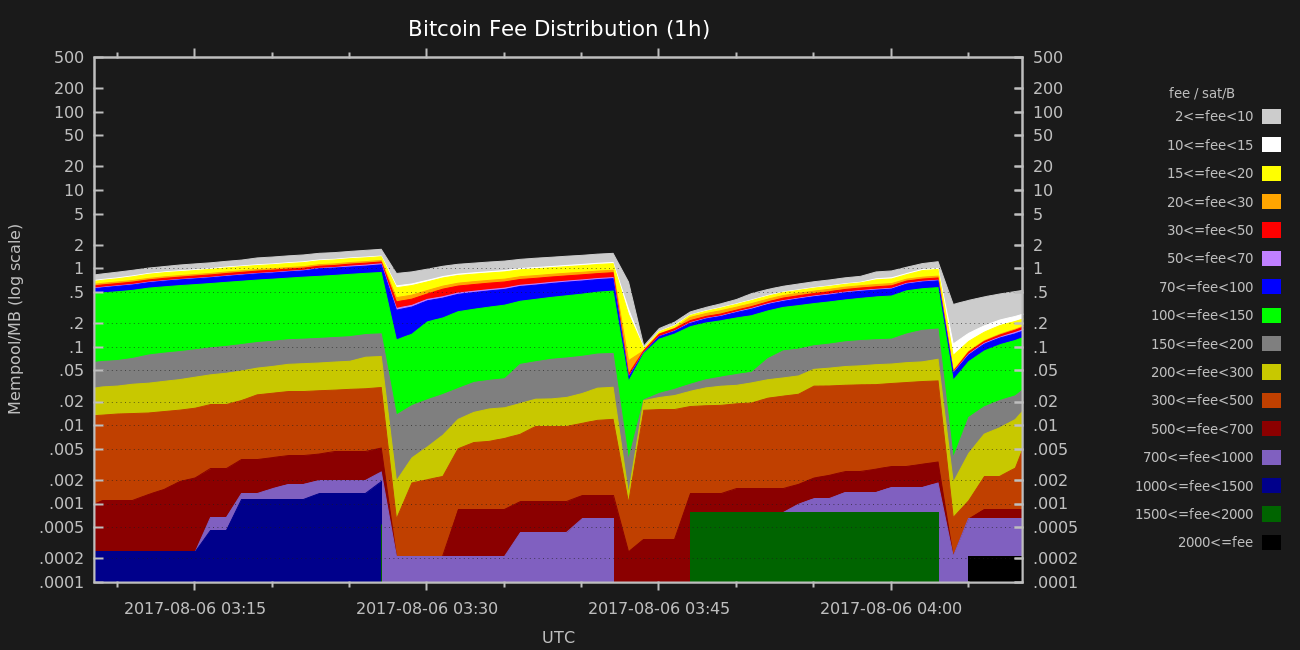 Bitcoin Fee Distribution (1h)
500 500
200 200
100 100
50 50
20 20
10 10
5 5
2 2
1 1
.5 .5
.2 .2
.1 .1
.05 .05
.02 .02
.01 .01
.005 .005
.002 .002
.001 .001
.0005 .0005
.0002 .0002
.0001 .0001
Mempool/MB (log scale)
2017-08-06 03:15 2017-08-06 03:30 2017-08-06 03:45 2017-08-06 04:00
UTC
fee / sat/B
2<=fee<10
10<=fee<15
15<=fee<20
20<=fee<30
30<=fee<50
50<=fee<70
70<=fee<100
100<=fee<150
150<=fee<200
200<=fee<300
300<=fee<500
500<=fee<700
700<=fee<1000
1000<=fee<1500
1500<=fee<2000
2000<=fee